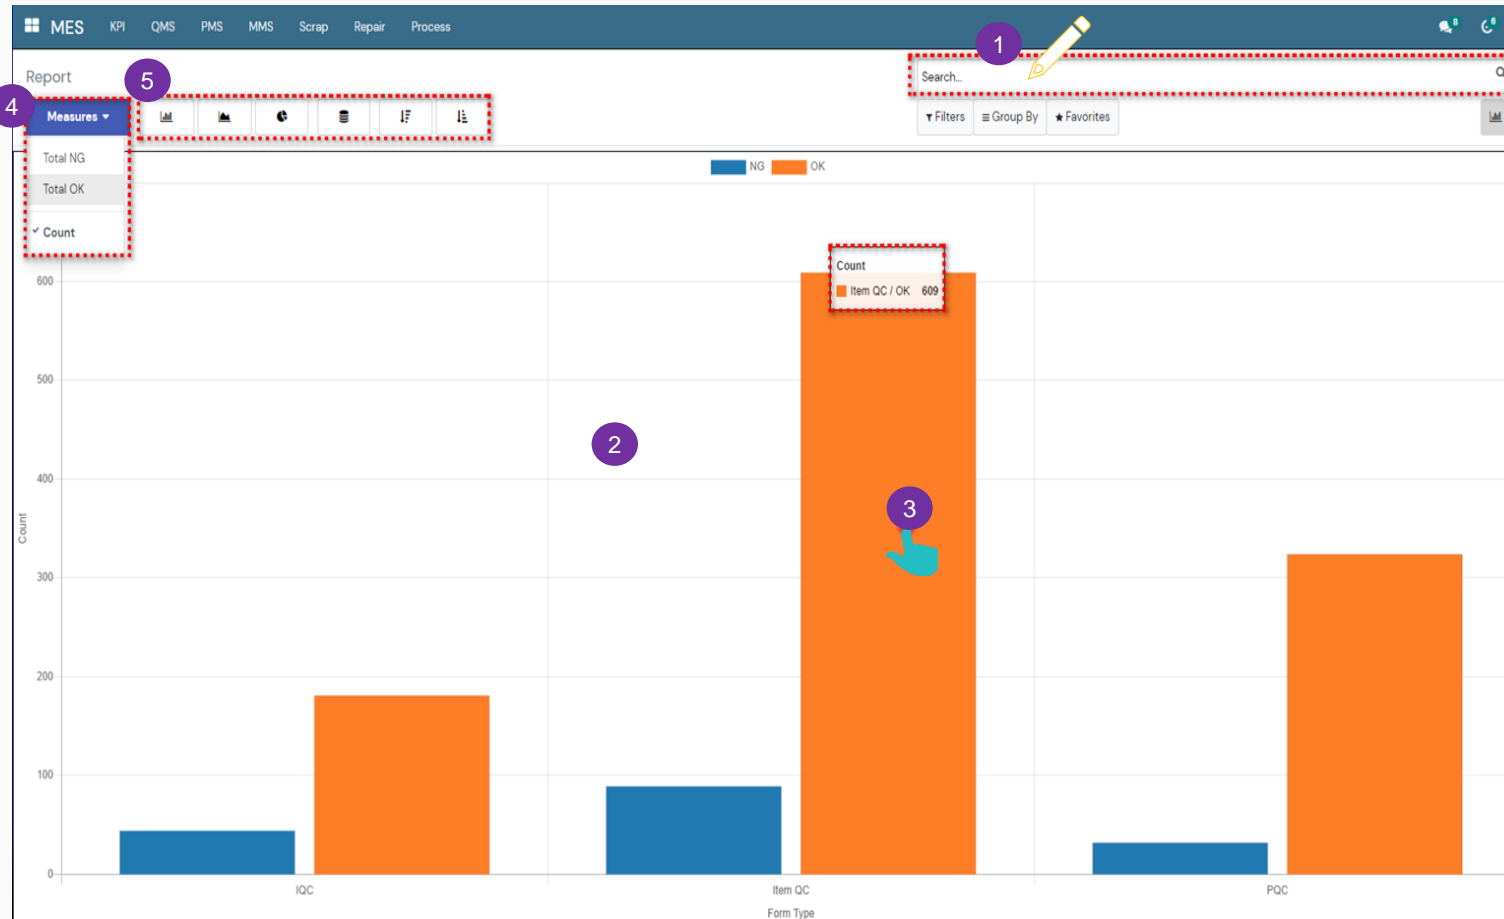 MES KPI QMS PMS MMS Scrap Repair Process 8 6
1
Report
5
Search...
4
Measures
Filters Group By Favorites
Total NG
NG OK
Total OK
Count
Count
600
Item QC / OK 609
500
2
400
3
Count
300
200
100
0
IQC Item QC PQC
Form Type